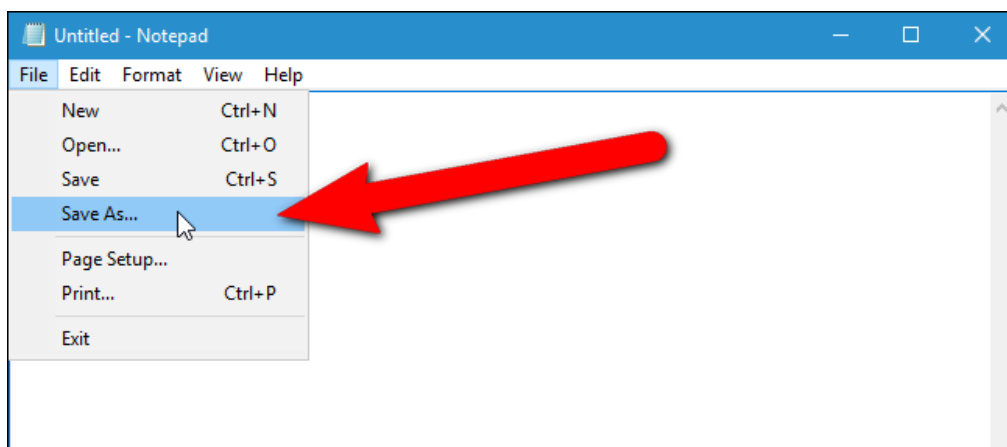 Untitled - Notepad
File Edit Format View Help
New Ctrl+N
Open... Ctrl+O
Save Ctrl+S
Save As...
Page Setup...
Print... Ctrl+P
Exit